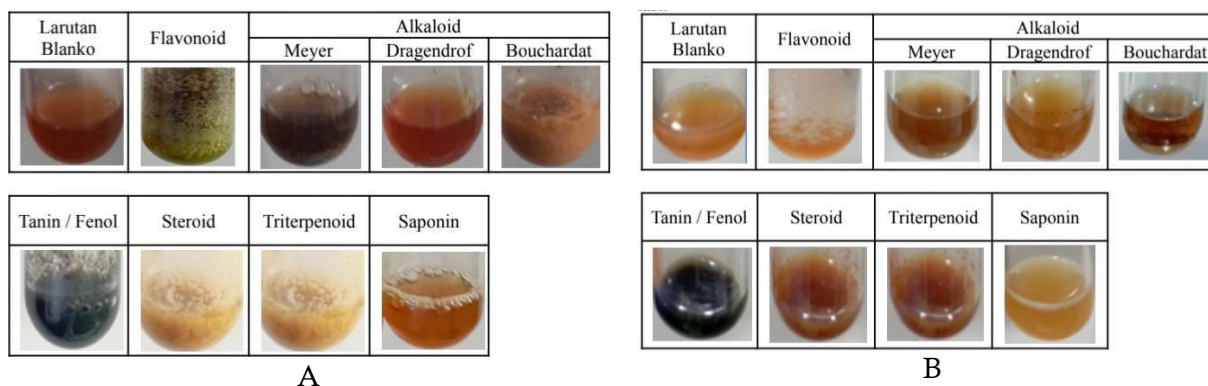 Larutan Blanko
Flavonoid
Alkaloid
Meyer
Dragendrof
Bouchardat
Tanin / Fenol
Steroid
Triterpenoid
Saponin
A
Larutan Blanko
Flavonoid
Alkaloid
Meyer
Dragendrof
Bouchardat
Tanin / Fenol
Steroid
Triterpenoid
Saponin
B